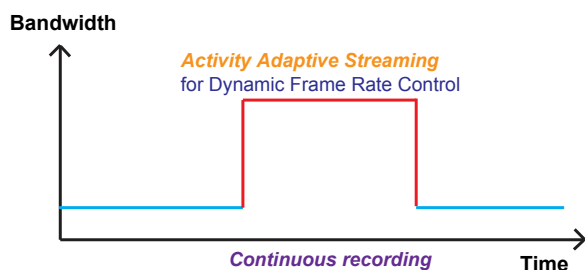 Bandwidth
Activity Adaptive Streaming
for Dynamic Frame Rate Control
Continuous recording
Time